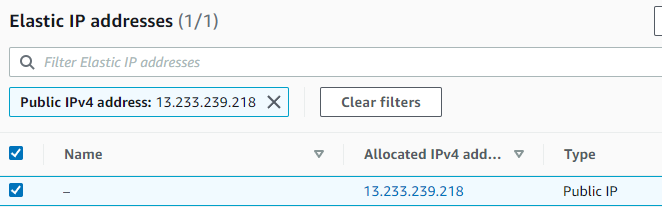 Elastic IP addresses (1/1)
Filter Elastic IP addresses
Public IPv4 address: 13.233.239.218
Clear filters
Name Allocated IPv4 add... Type
– 13.233.239.218 Public IP